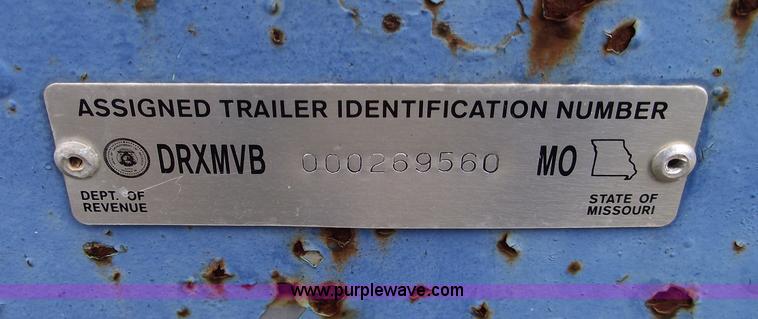 ASSIGNED TRAILER IDENTIFICATION NUMBER
DRXMVB 000269560 MO
DEPT. OF
REVENUE
STATE OF
MISSOURI
www.purplewave.com